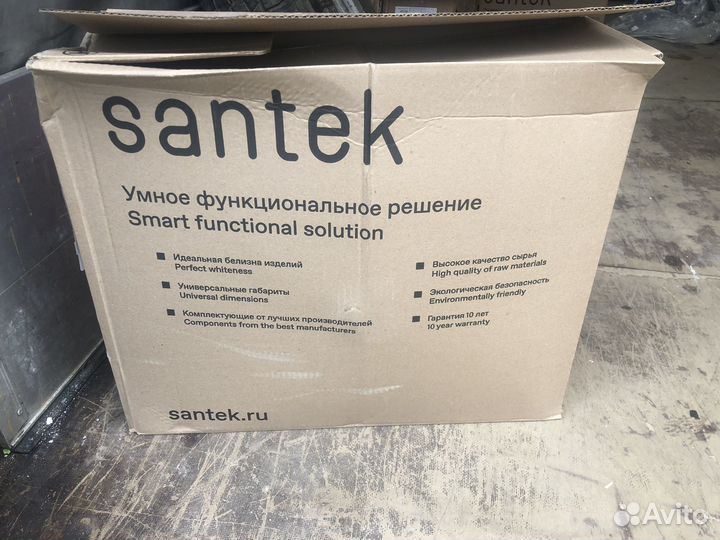 santek
santek
Умное функциональное решение
Smart functional solution
Идеальная белизна изделий
Perfect whiteness
Универсальные габариты
Universal dimensions
Комплектующие от лучших производителей
Components from the best manufacturers
Высокое качество сырья
High quality of raw materials
Экологическая безопасность
Environmentally friendly
Гарантия 10 лет
10 year warranty
santek.ru
Avito